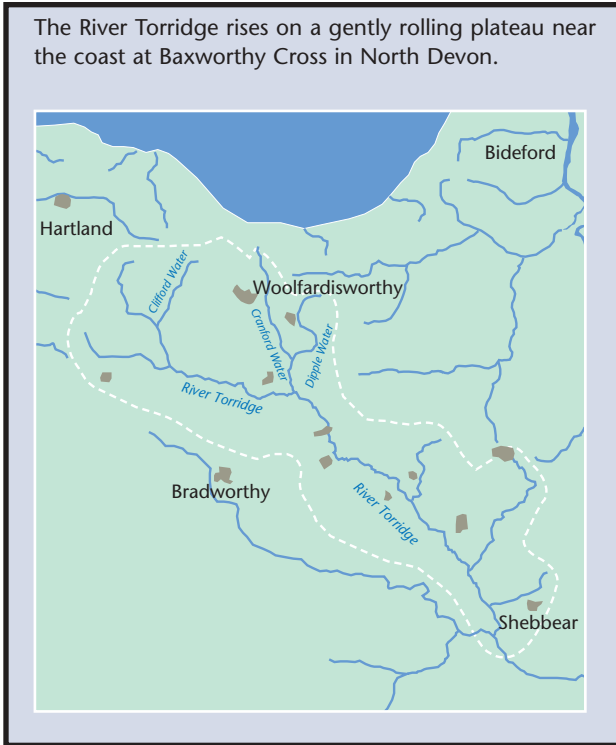 The River Torridge rises on a gently rolling plateau near
the coast at Baxworthy Cross in North Devon.
Bideford
Hartland
Clifford Water
Woolfardisworthy
Cranford Water
Dipple Water
River Torridge
Bradworthy
River Torridge
Shebbear